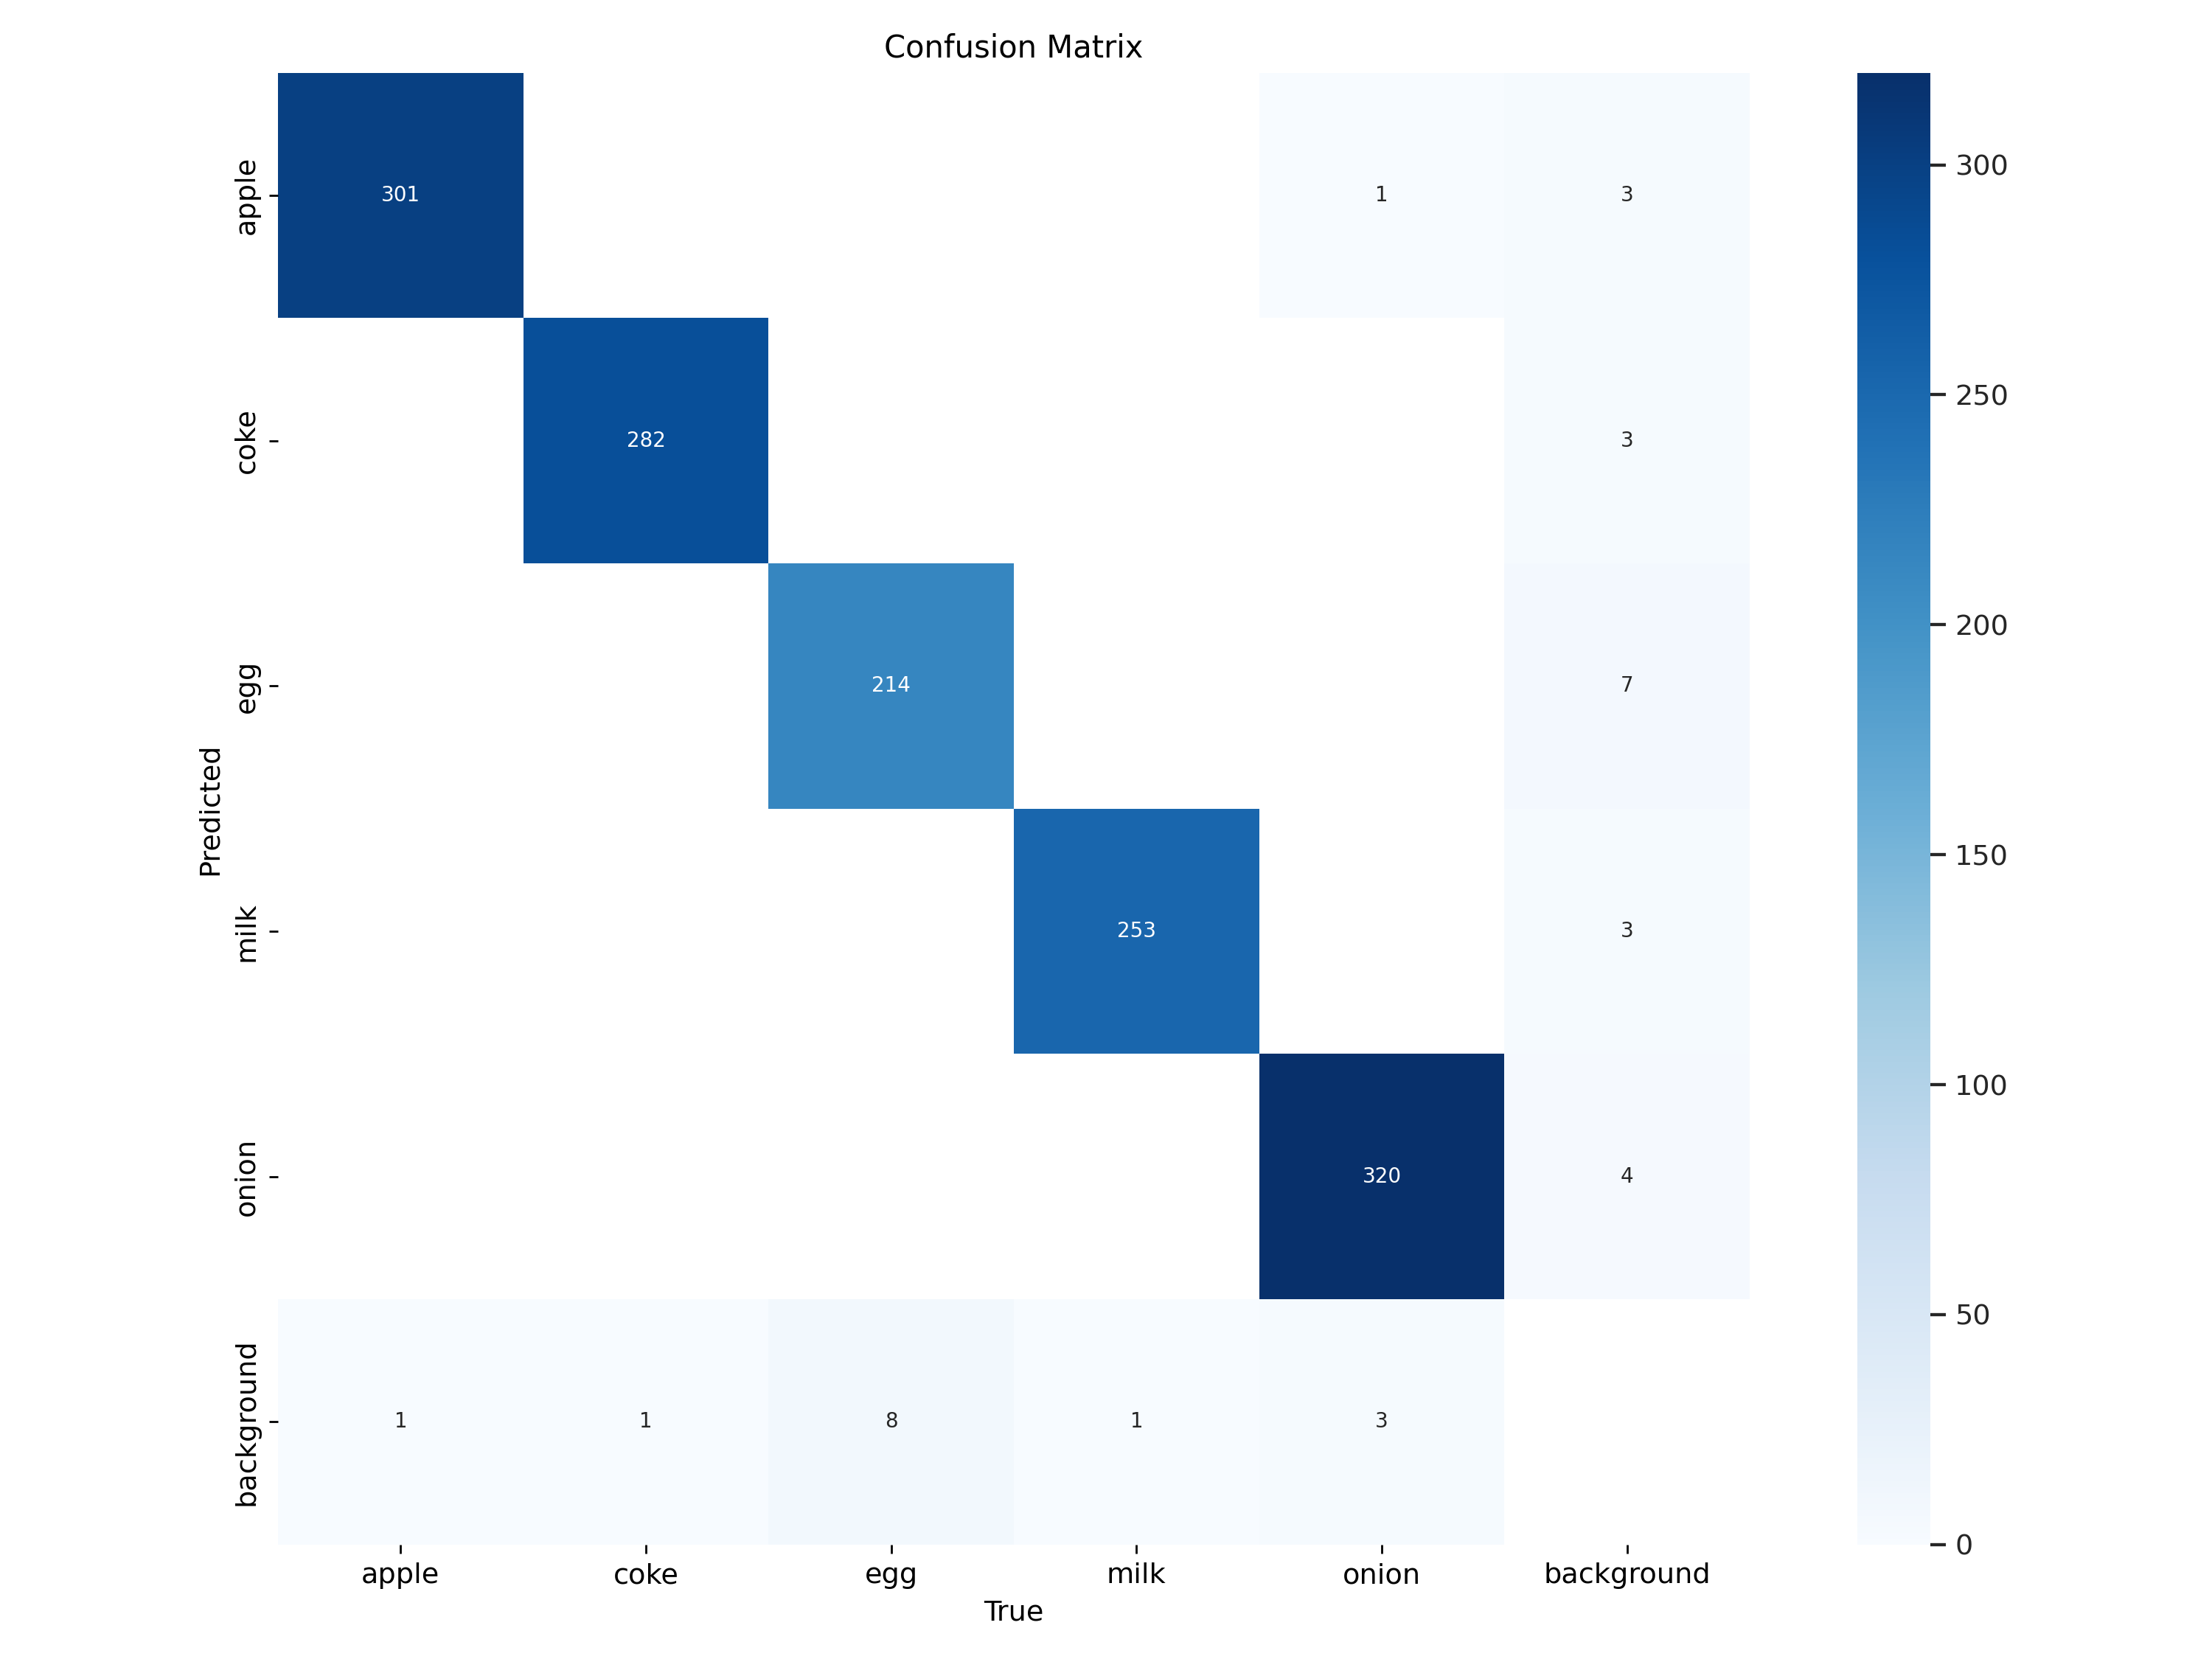 Confusion Matrix
apple
301
1
3
coke
282
3
egg
214
7
milk
253
3
onion
320
4
background
1
1
8
1
3
apple
coke
egg
milk
onion
background
True
Predicted
300
250
200
150
100
50
0